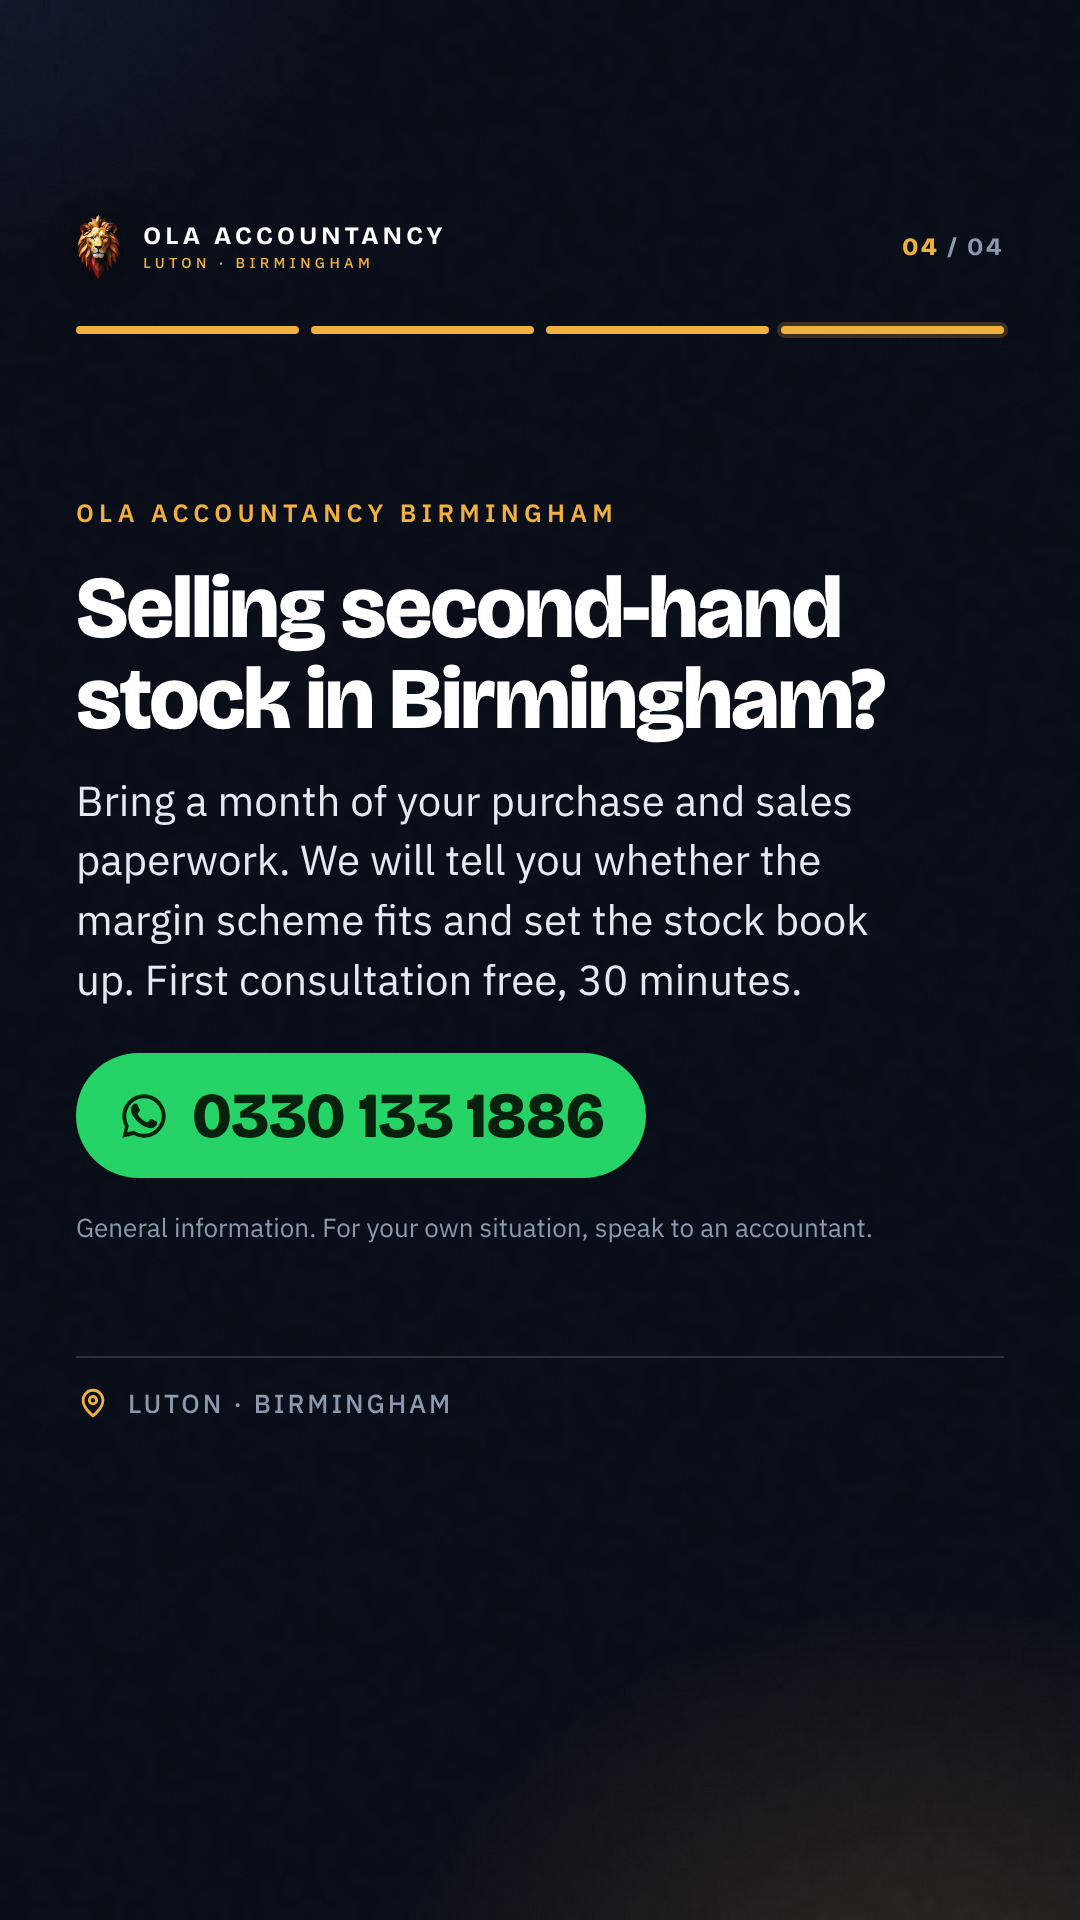 OLA ACCOUNTANCY
LUTON · BIRMINGHAM
04 / 04
OLA ACCOUNTANCY BIRMINGHAM
Selling second-hand
stock in Birmingham?
Bring a month of your purchase and sales
paperwork. We will tell you whether the
margin scheme fits and set the stock book
up. First consultation free, 30 minutes.
0330 133 1886
General information. For your own situation, speak to an accountant.
LUTON · BIRMINGHAM